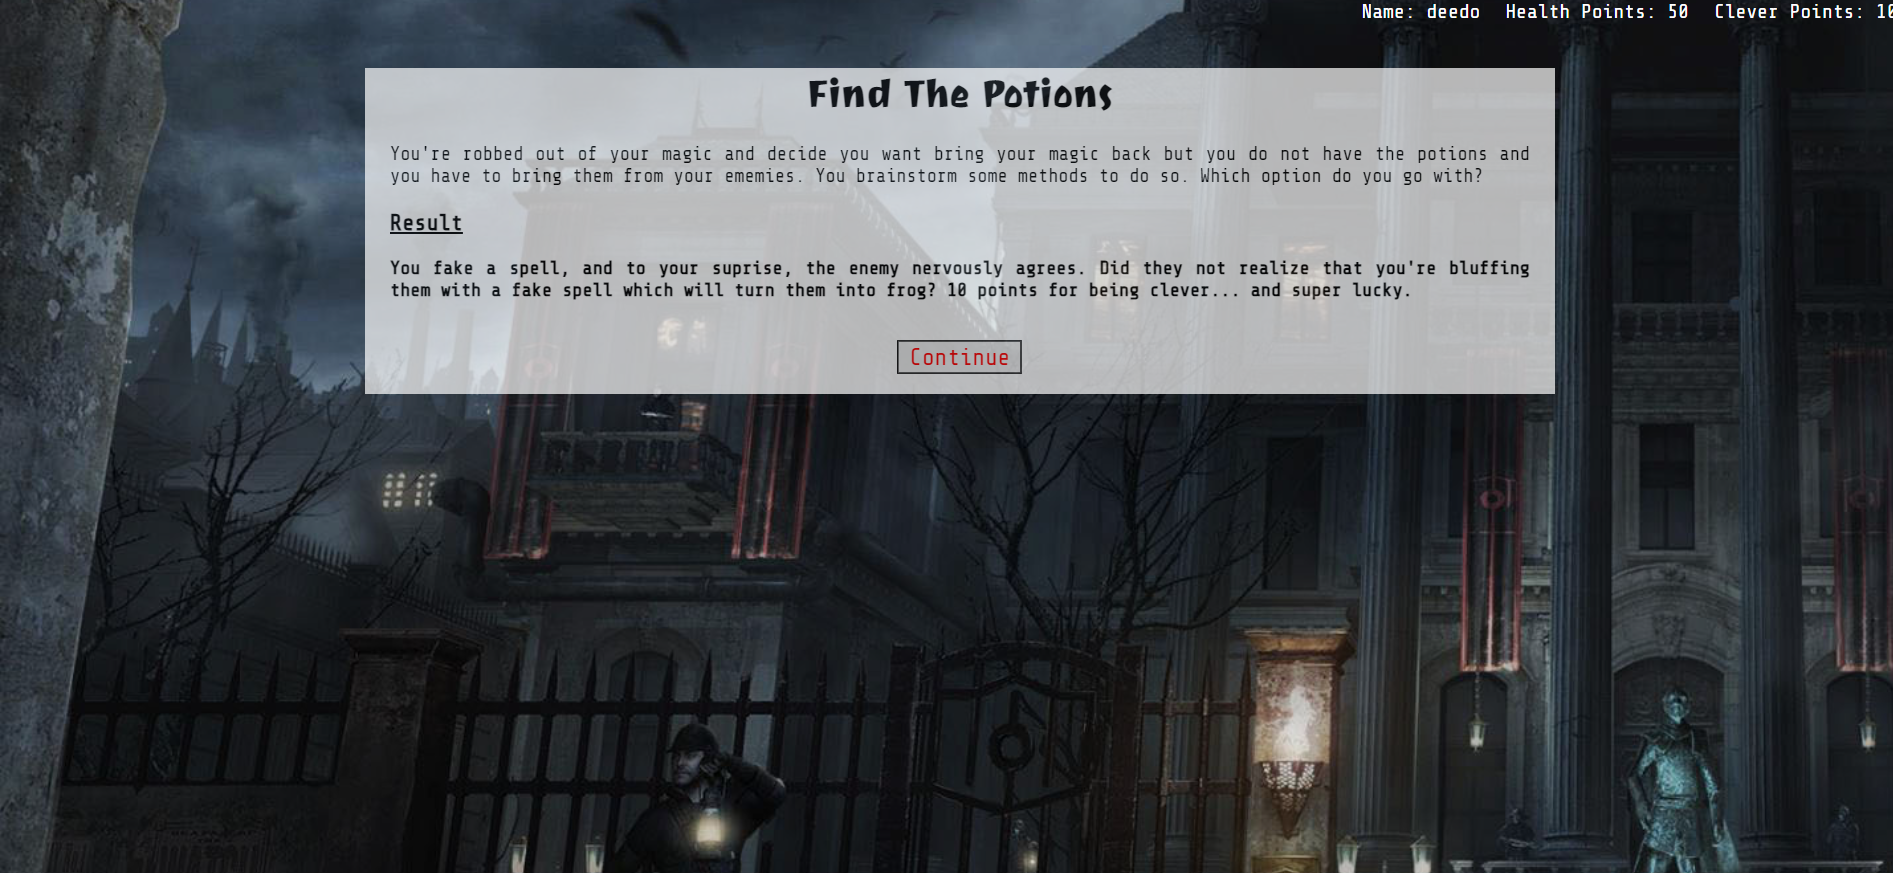 Name: deedo Health Points: 50 Clever Points: 10
Find The Potions
You're robbed out of your magic and decide you want bring your magic back but you do not have the potions and
you have to bring them from your ememies. You brainstorm some methods to do so. Which option do you go with?
Result
You fake a spell, and to your suprise, the enemy nervously agrees. Did they not realize that you're bluffing
them with a fake spell which will turn them into frog? 10 points for being clever... and super lucky.
Continue